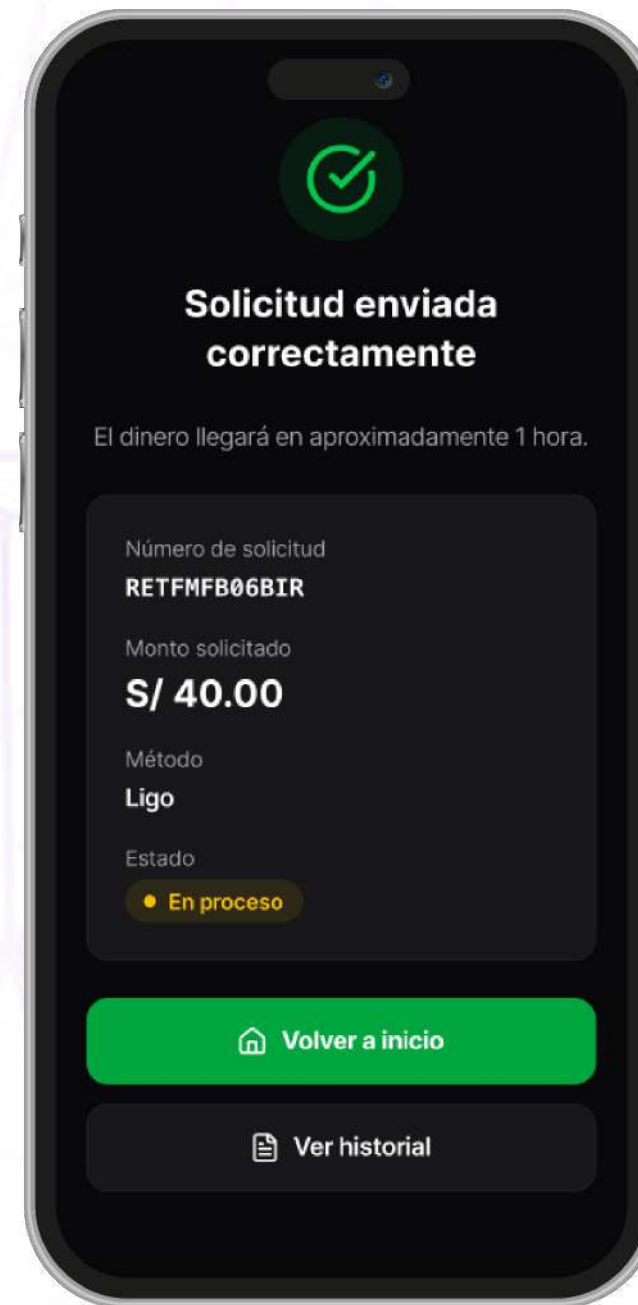 Solicitud enviada
correctamente
El dinero llegará en aproximadamente 1 hora.
Número de solicitud
RETFMFB06BIR
Monto solicitado
S/ 40.00
Método
Ligo
Estado
En proceso
Volver a inicio
Ver historial